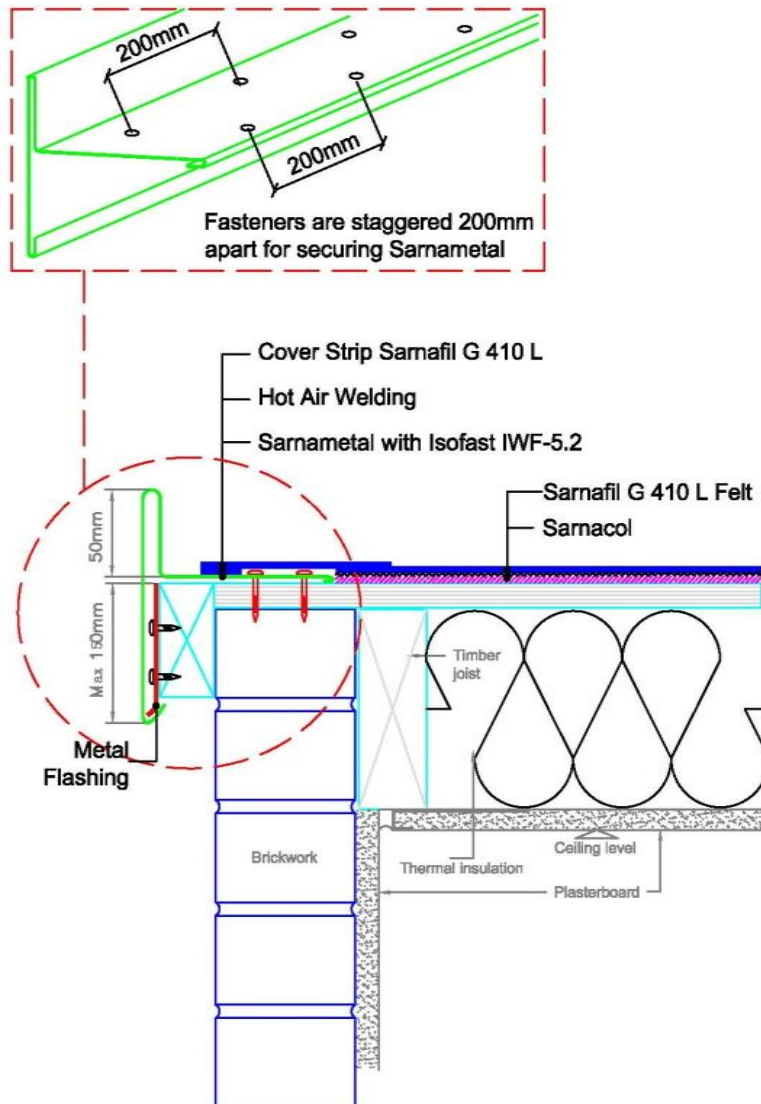 200mm
200mm
Fasteners are staggered 200mm
apart for securing Sarnametal
Cover Strip Sarnafil G 410 L
Hot Air Welding
Sarnametal with Isofast IWF-5.2
Sarnafil G 410 L Felt
Sarnacol
50mm
Max 150mm
Timber
joist
Metal
Flashing
Brickwork
Thermal insulation
Ceiling level
Plasterboard